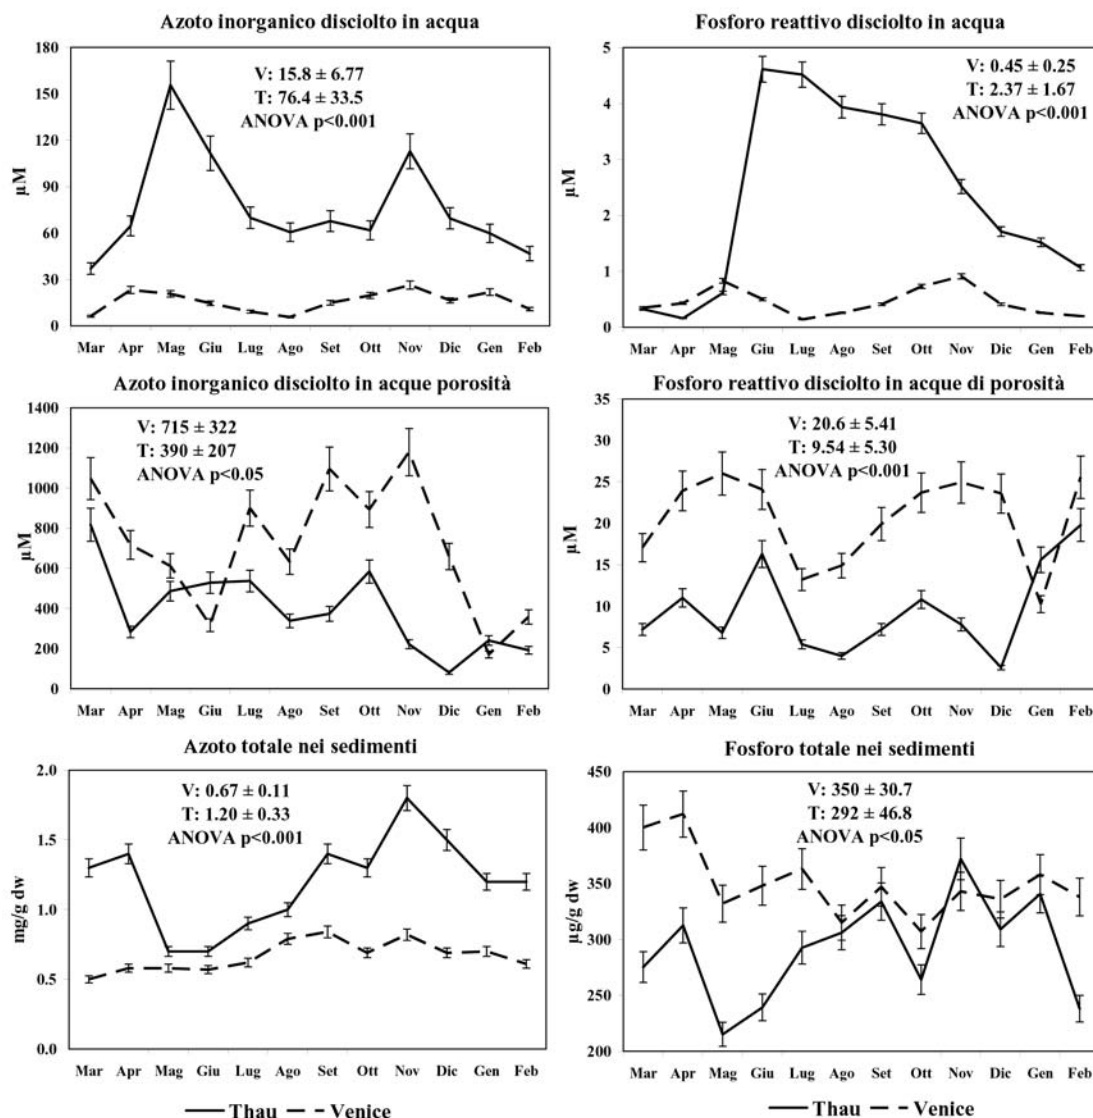 Azoto inorganico disciolto in acqua
180
150
120
90
60
30
0
µM
V: 15.8 ± 6.77
T: 76.4 ± 33.5
ANOVA p<0.001
Mar Apr Mag Giu Lug Ago Set Ott Nov Dic Gen Feb
Fosforo reattivo disciolto in acqua
5
4
3
2
1
0
µM
V: 0.45 ± 0.25
T: 2.37 ± 1.67
ANOVA p<0.001
Mar Apr Mag Giu Lug Ago Set Ott Nov Dic Gen Feb
Azoto inorganico disciolto in acque porosità
1400
1200
1000
800
600
400
200
0
µM
V: 715 ± 322
T: 390 ± 207
ANOVA p<0.05
Mar Apr Mag Giu Lug Ago Set Ott Nov Dic Gen Feb
Fosforo reattivo disciolto in acque di porosità
35
30
25
20
15
10
5
0
µM
V: 20.6 ± 5.41
T: 9.54 ± 5.30
ANOVA p<0.001
Mar Apr Mag Giu Lug Ago Set Ott Nov Dic Gen Feb
Azoto totale nei sedimenti
2.0
1.5
1.0
0.5
0.0
mg/g dw
V: 0.67 ± 0.11
T: 1.20 ± 0.33
ANOVA p<0.001
Mar Apr Mag Giu Lug Ago Set Ott Nov Dic Gen Feb
Fosforo totale nei sedimenti
450
400
350
300
250
200
µg/g dw
V: 350 ± 30.7
T: 292 ± 46.8
ANOVA p<0.05
Mar Apr Mag Giu Lug Ago Set Ott Nov Dic Gen Feb
Thau Venice
Thau Venice